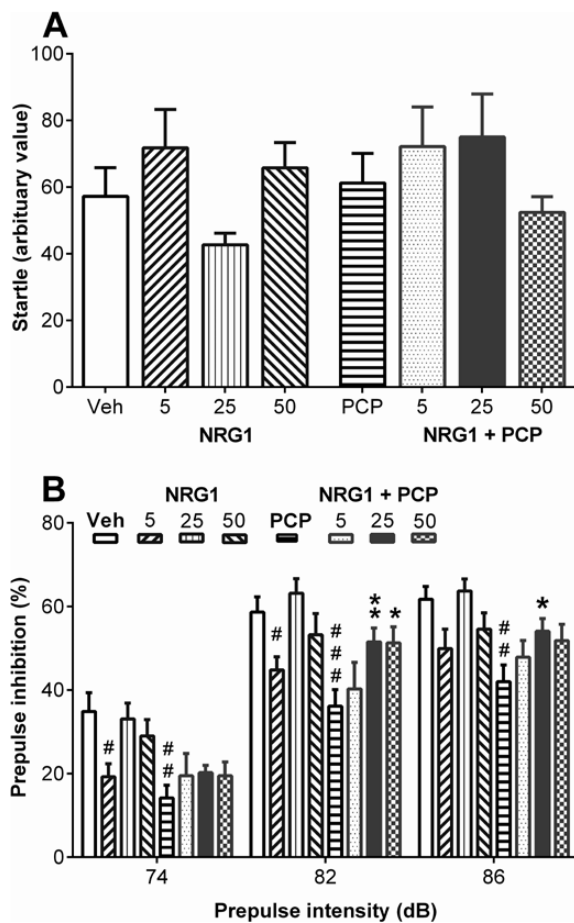 A
Startle (arbituary value)
100
80
60
40
20
0
Veh 5 25 50 PCP 5 25 50
NRG1 NRG1 + PCP
B
NRG1 NRG1 + PCP
Veh 5 25 50 PCP 5 25 50
Prepulse inhibition (%)
80
60
40
20
0
#
##
#
###
**
*
##
*
74 82 86
Prepulse intensity (dB)